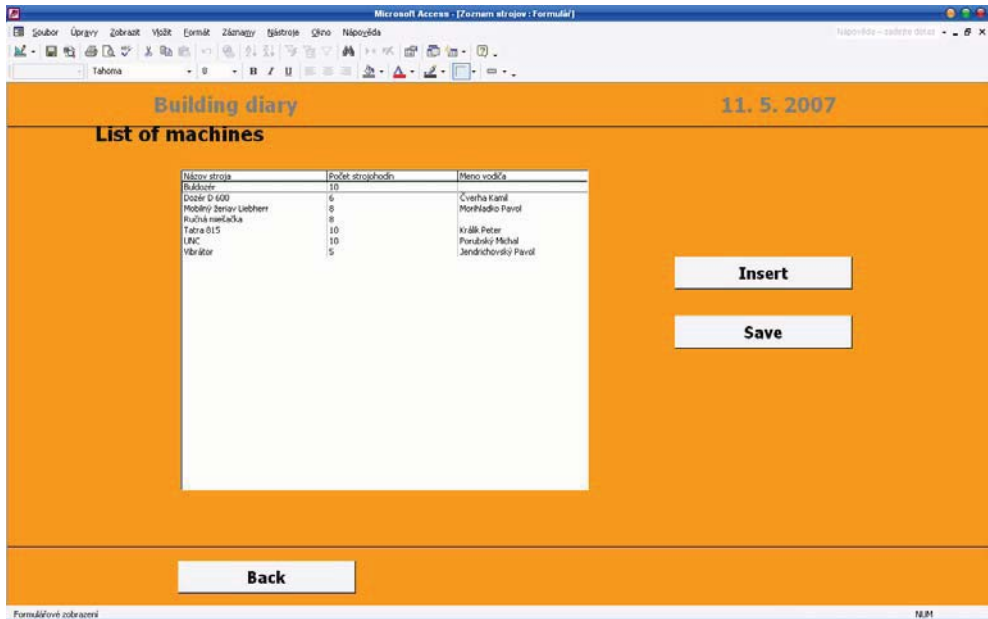 Microsoft Access - [Zoznam strojov : Formulář]
Soubor Úpravy Zobrazit Vložit Formát Záznamy Nástroje Okno Nápověda
Tahoma 8 B I U
Building diary 11. 5. 2007
List of machines
Názov stroja Počet strojohodín Meno vodiča
Buldozér 10
Dozér D 600 6 Čverha Kamil
Mobilný žeriav Liebherr 8 Morihladko Pavol
Ručná miešačka 8
Tatra 815 10 Králik Peter
UNC 10 Porubský Michal
Vibrátor 5 Jendrichovský Pavol
Insert
Save
Back
Formulářové zobrazení NUM